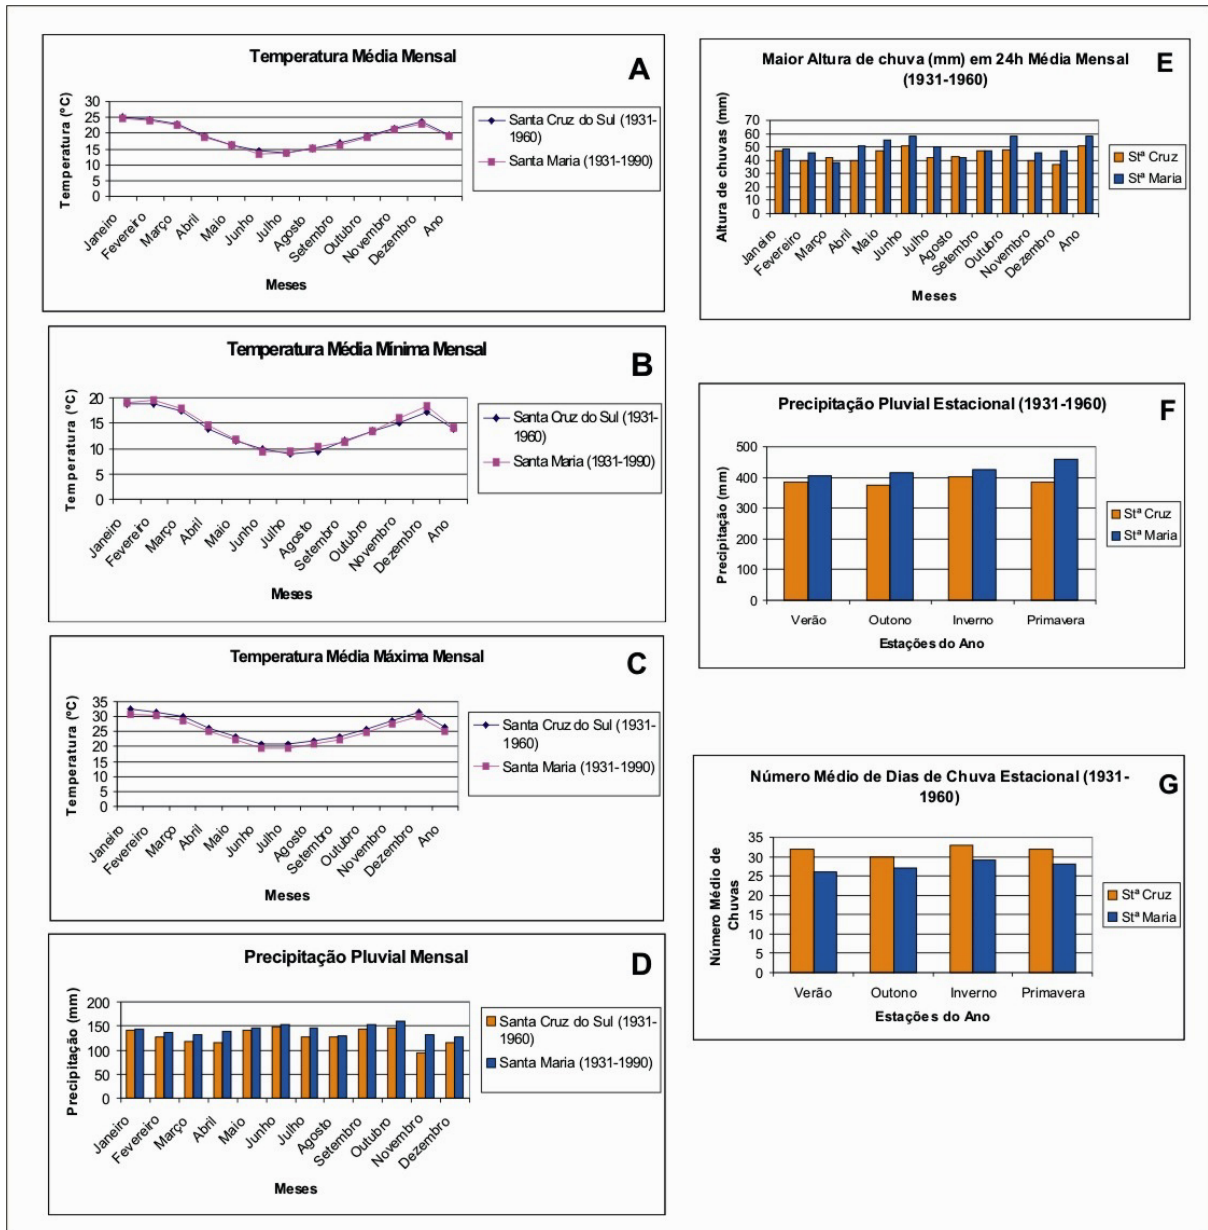 Temperatura Média Mensal
A
Temperatura (ºC)
30
25
20
15
10
5
0
Janeiro
Fevereiro
Março
Abril
Maio
Junho
Julho
Agosto
Setembro
Outubro
Novembro
Dezembro
Ano
Meses
Santa Cruz do Sul (1931-
1960)
Santa Maria (1931-1990)
Temperatura Média Mínima Mensal
B
Temperatura (ºC)
20
15
10
5
0
Janeiro
Fevereiro
Março
Abril
Maio
Junho
Julho
Agosto
Setembro
Outubro
Novembro
Dezembro
Ano
Meses
Santa Cruz do Sul (1931-
1960)
Santa Maria (1931-1990)
Temperatura Média Máxima Mensal
C
Temperatura (ºC)
35
30
25
20
15
10
5
0
Janeiro
Fevereiro
Março
Abril
Maio
Junho
Julho
Agosto
Setembro
Outubro
Novembro
Dezembro
Ano
Meses
Santa Cruz do Sul (1931-
1960)
Santa Maria (1931-1990)
Precipitação Pluvial Mensal
D
Precipitação (mm)
200
150
100
50
0
Janeiro
Fevereiro
Março
Abril
Maio
Junho
Julho
Agosto
Setembro
Outubro
Novembro
Dezembro
Meses
Santa Cruz do Sul (1931-
1960)
Santa Maria (1931-1990)
Maior Altura de chuva (mm) em 24h Média Mensal
(1931-1960)
E
Altura de chuvas (mm)
70
60
50
40
30
20
10
0
Janeiro
Fevereiro
Março
Abril
Maio
Junho
Julho
Agosto
Setembro
Outubro
Novembro
Dezembro
Ano
Meses
Stª Cruz
Stª Maria
Precipitação Pluvial Estacional (1931-1960)
F
Precipitação (mm)
500
400
300
200
100
0
Verão
Outono
Inverno
Primavera
Estações do Ano
Stª Cruz
Stª Maria
Número Médio de Dias de Chuva Estacional (1931-
1960)
G
Número Médio de
Chuvas
35
30
25
20
15
10
5
0
Verão
Outono
Inverno
Primavera
Estações do Ano
Stª Cruz
Stª Maria